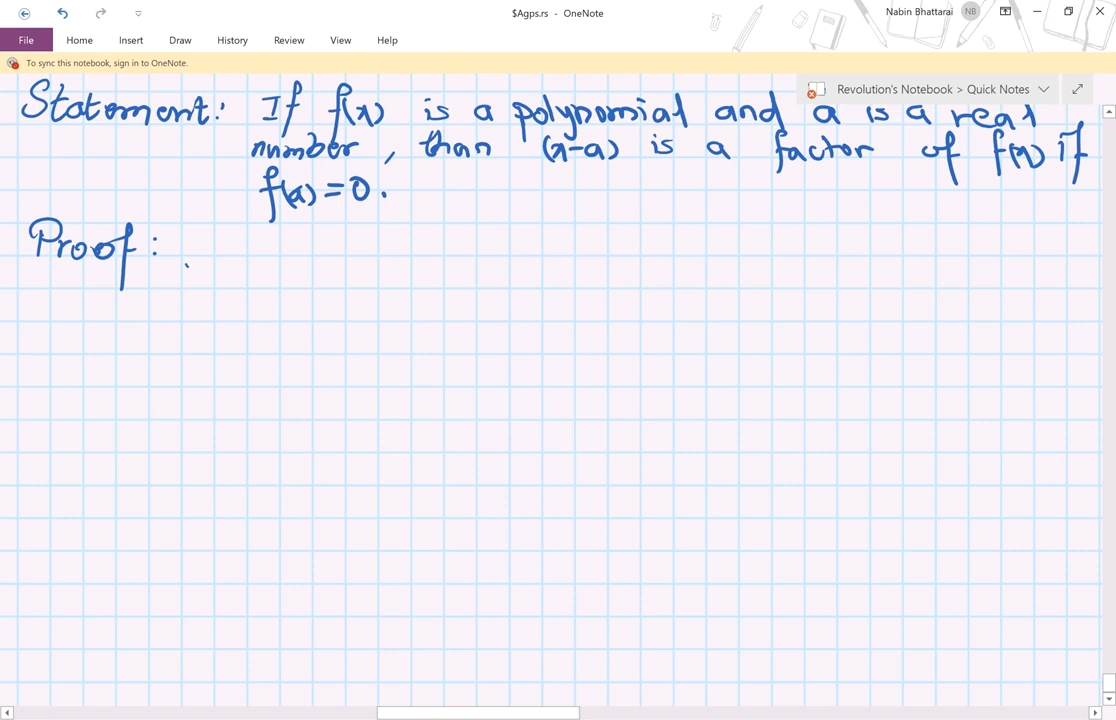 $Agps.rs - OneNote
Nabin Bhattarai
NB
File
Home
Insert
Draw
History
Review
View
Help
To sync this notebook, sign in to OneNote.
Revolution's Notebook > Quick Notes
Statement: If f(x) is a polynomial and a is a real
number, than (x-a) is a factor of f(x) if
f(a) = 0.
Proof: